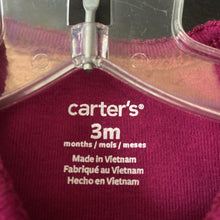 carter's®
3m
months / mois / meses
Made in Vietnam
Fabriqué au Vietnam
Hecho en Vietnam